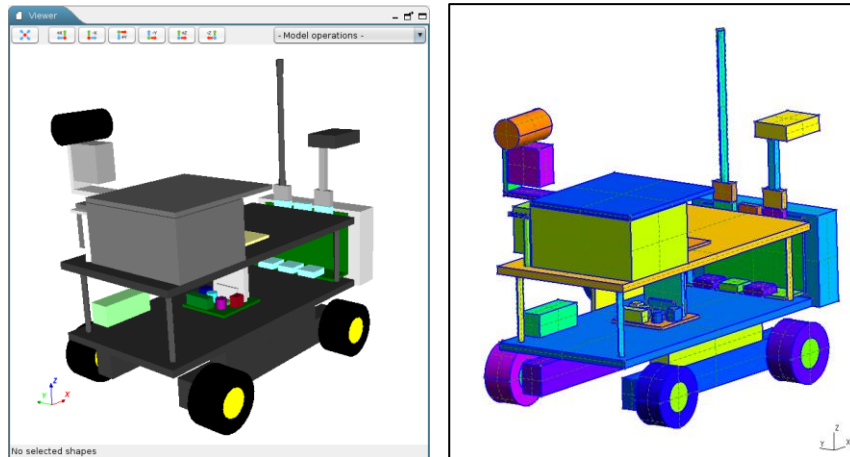 Viewer
+X -X +Y -Y +Z -Z - Model operations -
Z
Y X
No selected shapes
Z
Y X